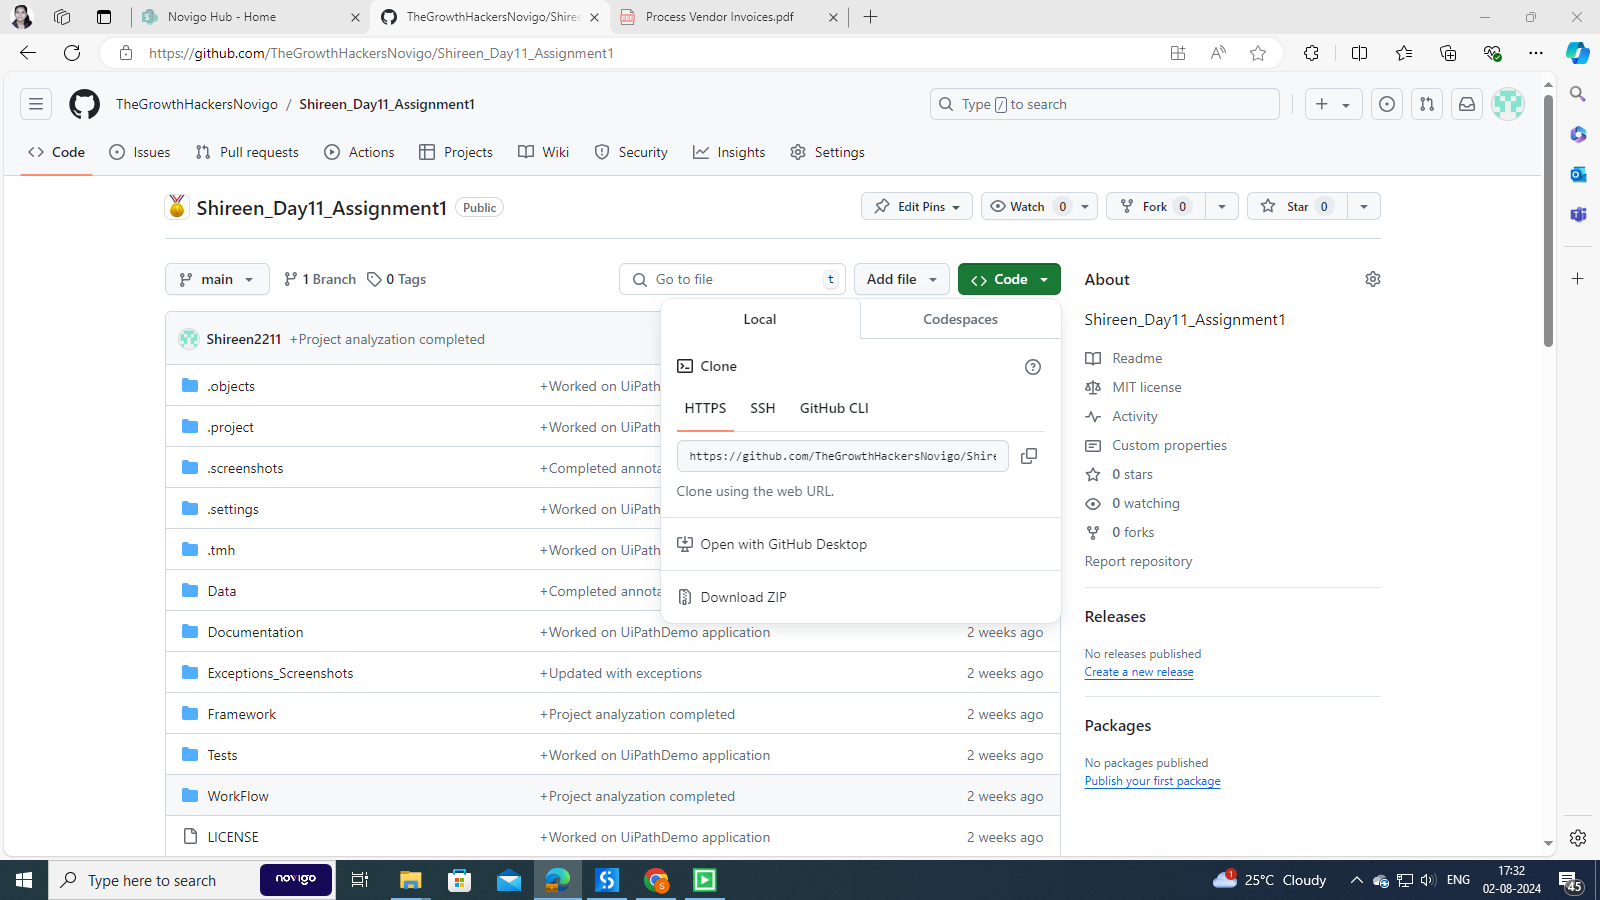 Novigo Hub - Home
TheGrowthHackersNovigo/Shiree
Process Vendor Invoices.pdf
https://github.com/TheGrowthHackersNovigo/Shireen_Day11_Assignment1
TheGrowthHackersNovigo / Shireen_Day11_Assignment1
Type / to search
Code
Issues
Pull requests
Actions
Projects
Wiki
Security
Insights
Settings
Shireen_Day11_Assignment1 Public
Edit Pins
Watch 0
Fork 0
Star 0
main
1 Branch
0 Tags
Go to file t
Add file
Code
About
Shireen_Day11_Assignment1
Readme
MIT license
Activity
Custom properties
0 stars
0 watching
0 forks
Report repository
Releases
No releases published
Create a new release
Packages
No packages published
Publish your first package
Local
Codespaces
Clone
HTTPS
SSH
GitHub CLI
https://github.com/TheGrowthHackersNovigo/Shire
Clone using the web URL.
Open with GitHub Desktop
Download ZIP
Shireen2211 +Project analyzation completed
.objects +Worked on UiPath
.project +Worked on UiPath
.screenshots +Completed annota
.settings +Worked on UiPath
.tmh +Worked on UiPath
Data +Completed annota
Documentation +Worked on UiPathDemo application 2 weeks ago
Exceptions_Screenshots +Updated with exceptions 2 weeks ago
Framework +Project analyzation completed 2 weeks ago
Tests +Worked on UiPathDemo application 2 weeks ago
WorkFlow +Project analyzation completed 2 weeks ago
LICENSE +Worked on UiPathDemo application 2 weeks ago
Type here to search
novigo
1
25°C Cloudy
ENG
17:32
02-08-2024
45